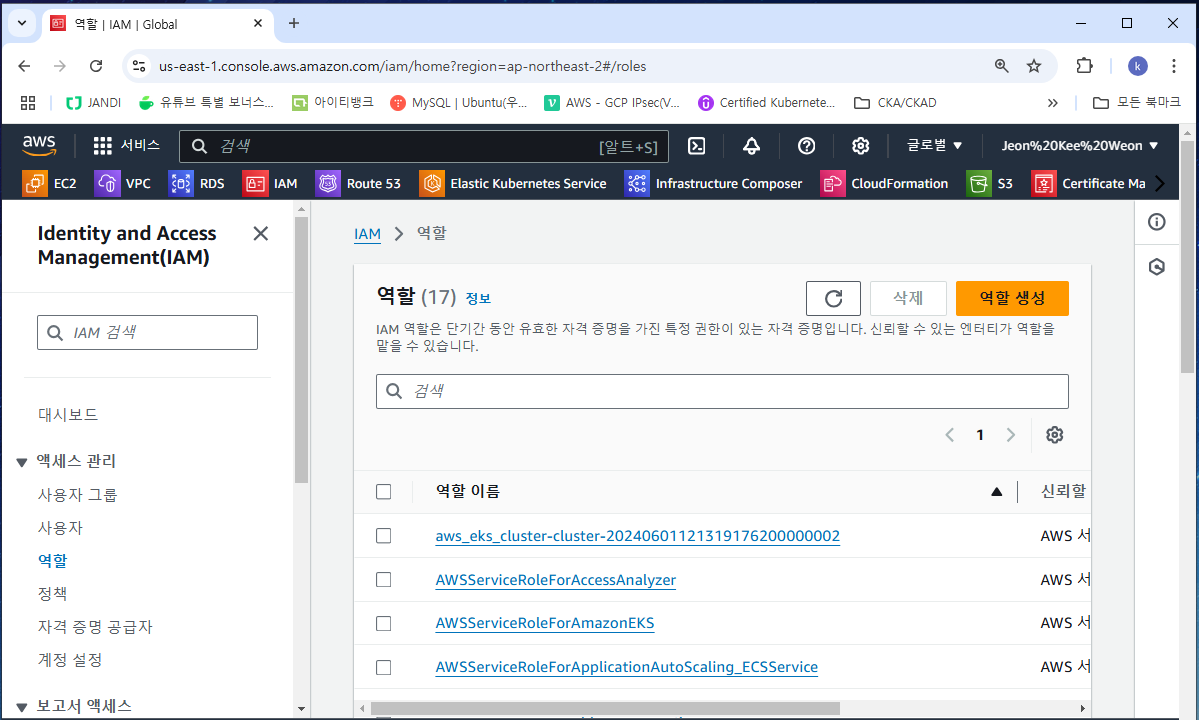 역할 | IAM | Global
us-east-1.console.aws.amazon.com/iam/home?region=ap-northeast-2#/roles
k
JANDI
유튜브 특별 보너스...
아이티뱅크
MySQL | Ubuntu(우...
AWS - GCP IPsec(V...
Certified Kubernete...
CKA/CKAD
모든 북마크
aws
서비스
검색
[알트+S]
글로벌
Jeon%20Kee%20Weon
EC2
VPC
RDS
IAM
Route 53
Elastic Kubernetes Service
Infrastructure Composer
CloudFormation
S3
Certificate Ma
Identity and Access
Management(IAM)
IAM 검색
대시보드
액세스 관리
사용자 그룹
사용자
역할
정책
자격 증명 공급자
계정 설정
보고서 액세스
IAM
역할
역할 (17) 정보
삭제
역할 생성
IAM 역할은 단기간 동안 유효한 자격 증명을 가진 특정 권한이 있는 자격 증명입니다. 신뢰할 수 있는 엔터티가 역할을
맡을 수 있습니다.
검색
1
역할 이름
신뢰할
aws_eks_cluster-cluster-20240601121319176200000002
AWS 서
AWSServiceRoleForAccessAnalyzer
AWS 서
AWSServiceRoleForAmazonEKS
AWS 서
AWSServiceRoleForApplicationAutoScaling_ECSService
AWS 서